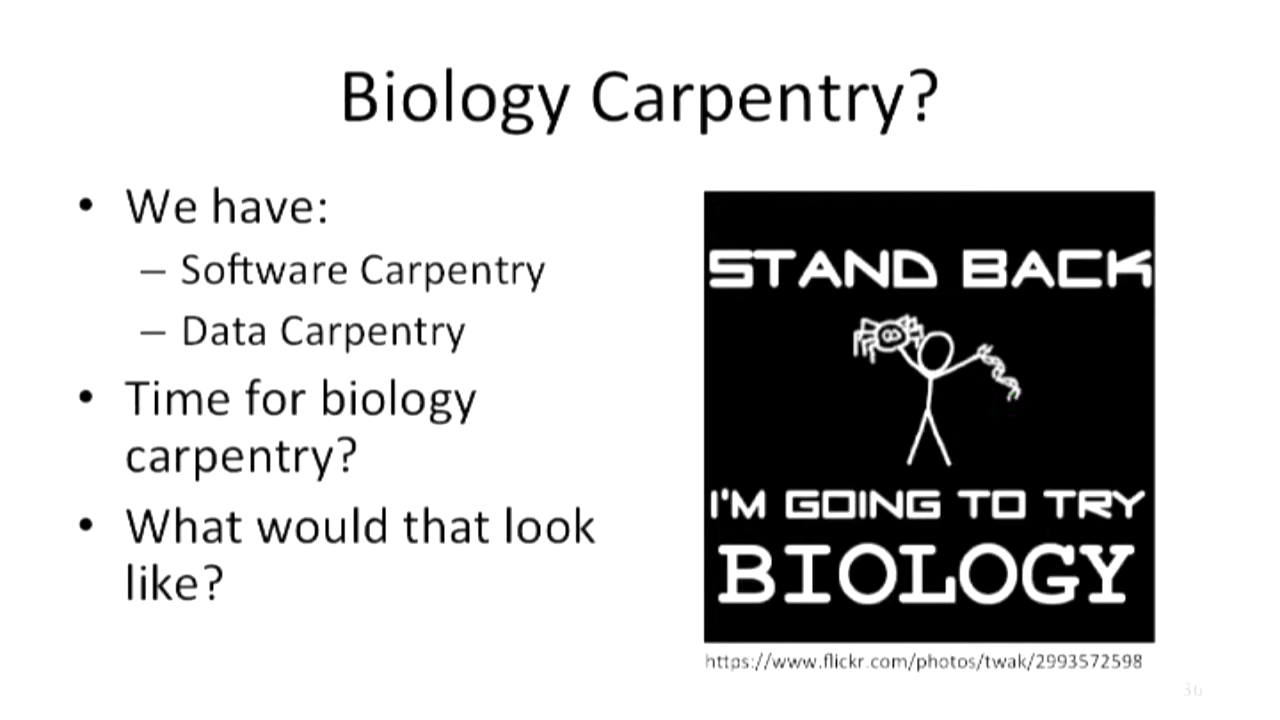 Biology Carpentry?
• We have:
– Software Carpentry
– Data Carpentry
• Time for biology
carpentry?
• What would that look
like?
STAND BACK
I'M GOING TO TRY
BIOLOGY
https://www.flickr.com/photos/twak/2993572598
36